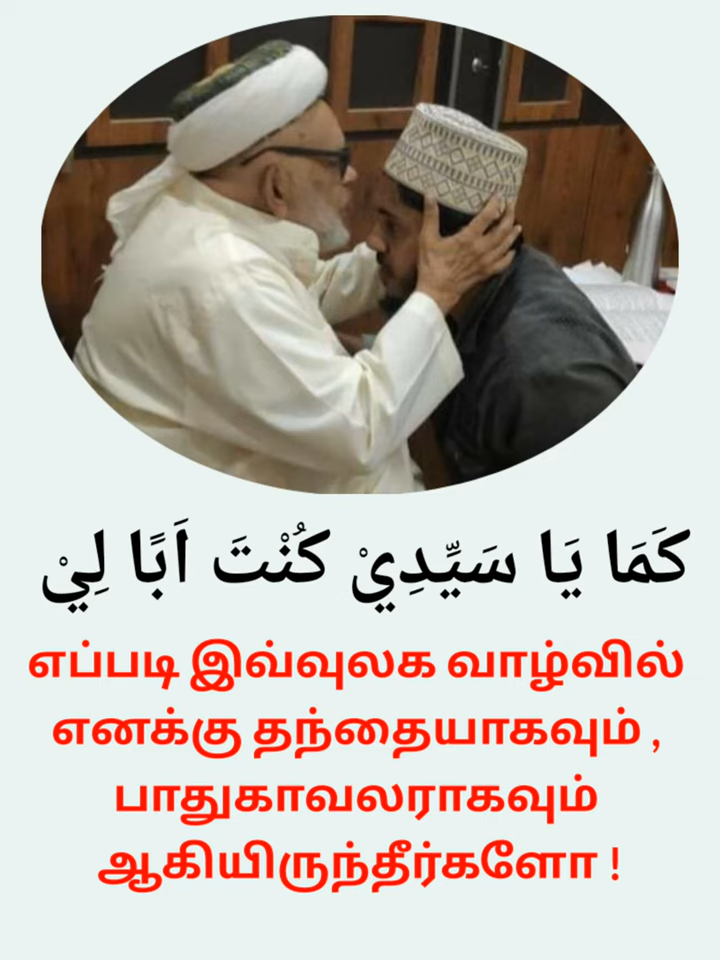 كَمَا يَا سَيِّدِيْ كُنْتَ اَبًا لِيْ
எப்படி இவ்வுலக வாழ்வில்
எனக்கு தந்தையாகவும் ,
பாதுகாவலராகவும்
ஆகியிருந்தீர்களோ !